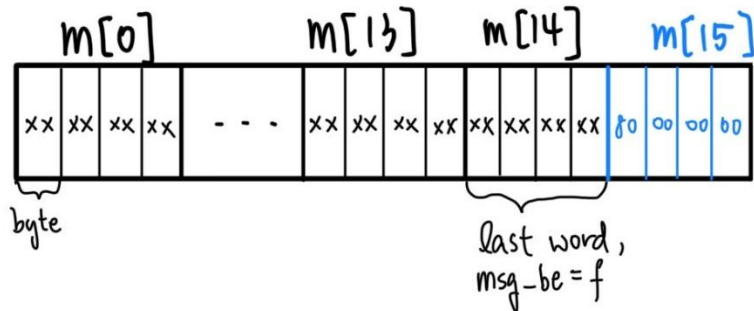 m[0] m[13] m[14] m[15]
xx xx xx xx - - - xx xx xx xx xx xx xx xx 80 00 00 00
byte
last word,
msg_be = f